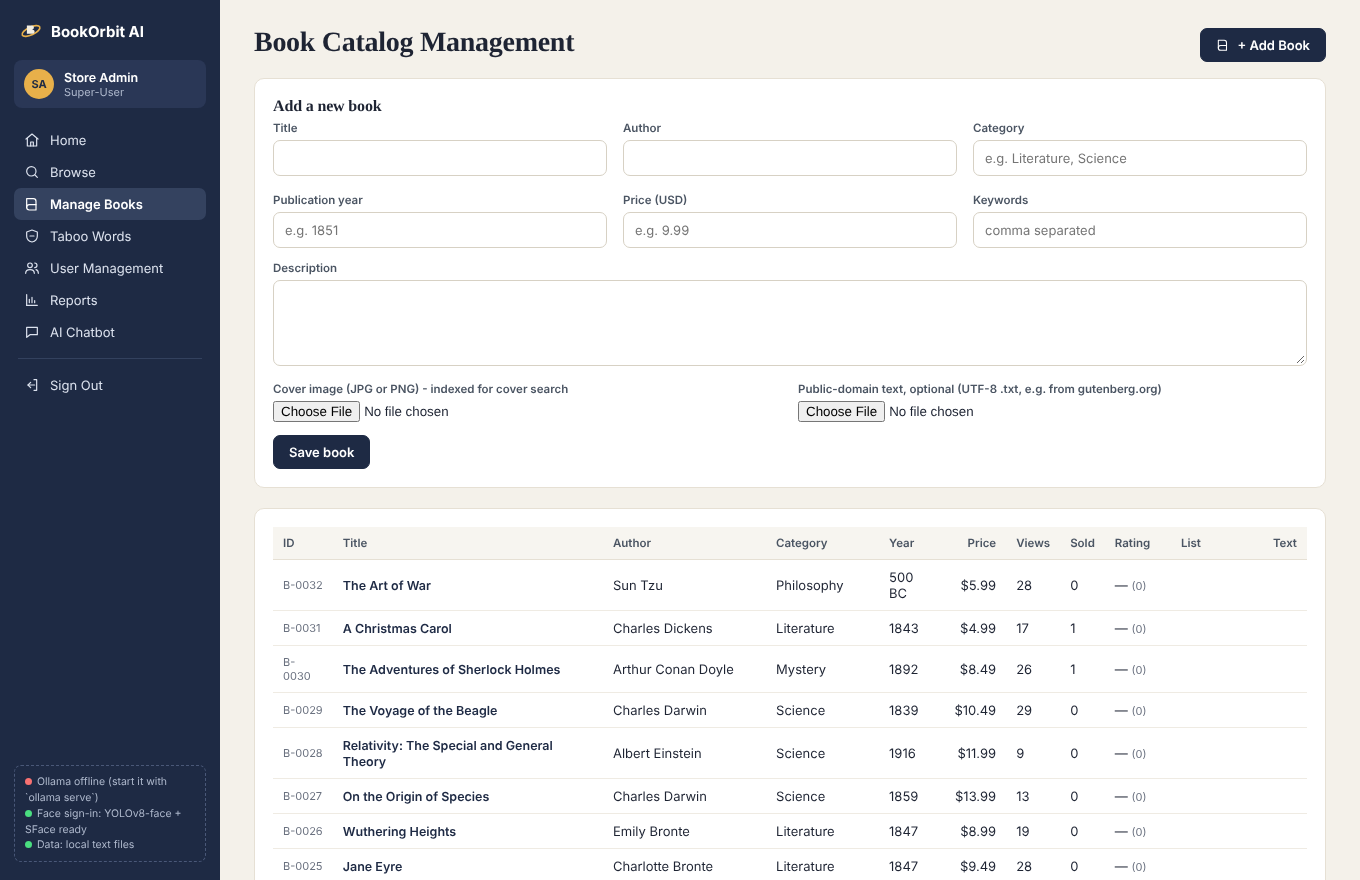 BookOrbit AI
SA
Store Admin
Super-User
Home
Browse
Manage Books
Taboo Words
User Management
Reports
AI Chatbot
Sign Out
Ollama offline (start it with
`ollama serve`)
Face sign-in: YOLOv8-face +
SFace ready
Data: local text files
Book Catalog Management
+ Add Book
Add a new book
Title Author Category
e.g. Literature, Science
Publication year Price (USD) Keywords
e.g. 1851 e.g. 9.99 comma separated
Description
Cover image (JPG or PNG) - indexed for cover search Public-domain text, optional (UTF-8 .txt, e.g. from gutenberg.org)
Choose File No file chosen Choose File No file chosen
Save book
ID Title Author Category Year Price Views Sold Rating List Text
B-0032 The Art of War Sun Tzu Philosophy 500 BC $5.99 28 0 — (0)
B-0031 A Christmas Carol Charles Dickens Literature 1843 $4.99 17 1 — (0)
B-0030 The Adventures of Sherlock Holmes Arthur Conan Doyle Mystery 1892 $8.49 26 1 — (0)
B-0029 The Voyage of the Beagle Charles Darwin Science 1839 $10.49 29 0 — (0)
B-0028 Relativity: The Special and General Theory Albert Einstein Science 1916 $11.99 9 0 — (0)
B-0027 On the Origin of Species Charles Darwin Science 1859 $13.99 13 0 — (0)
B-0026 Wuthering Heights Emily Bronte Literature 1847 $8.99 19 0 — (0)
B-0025 Jane Eyre Charlotte Bronte Literature 1847 $9.49 28 0 — (0)